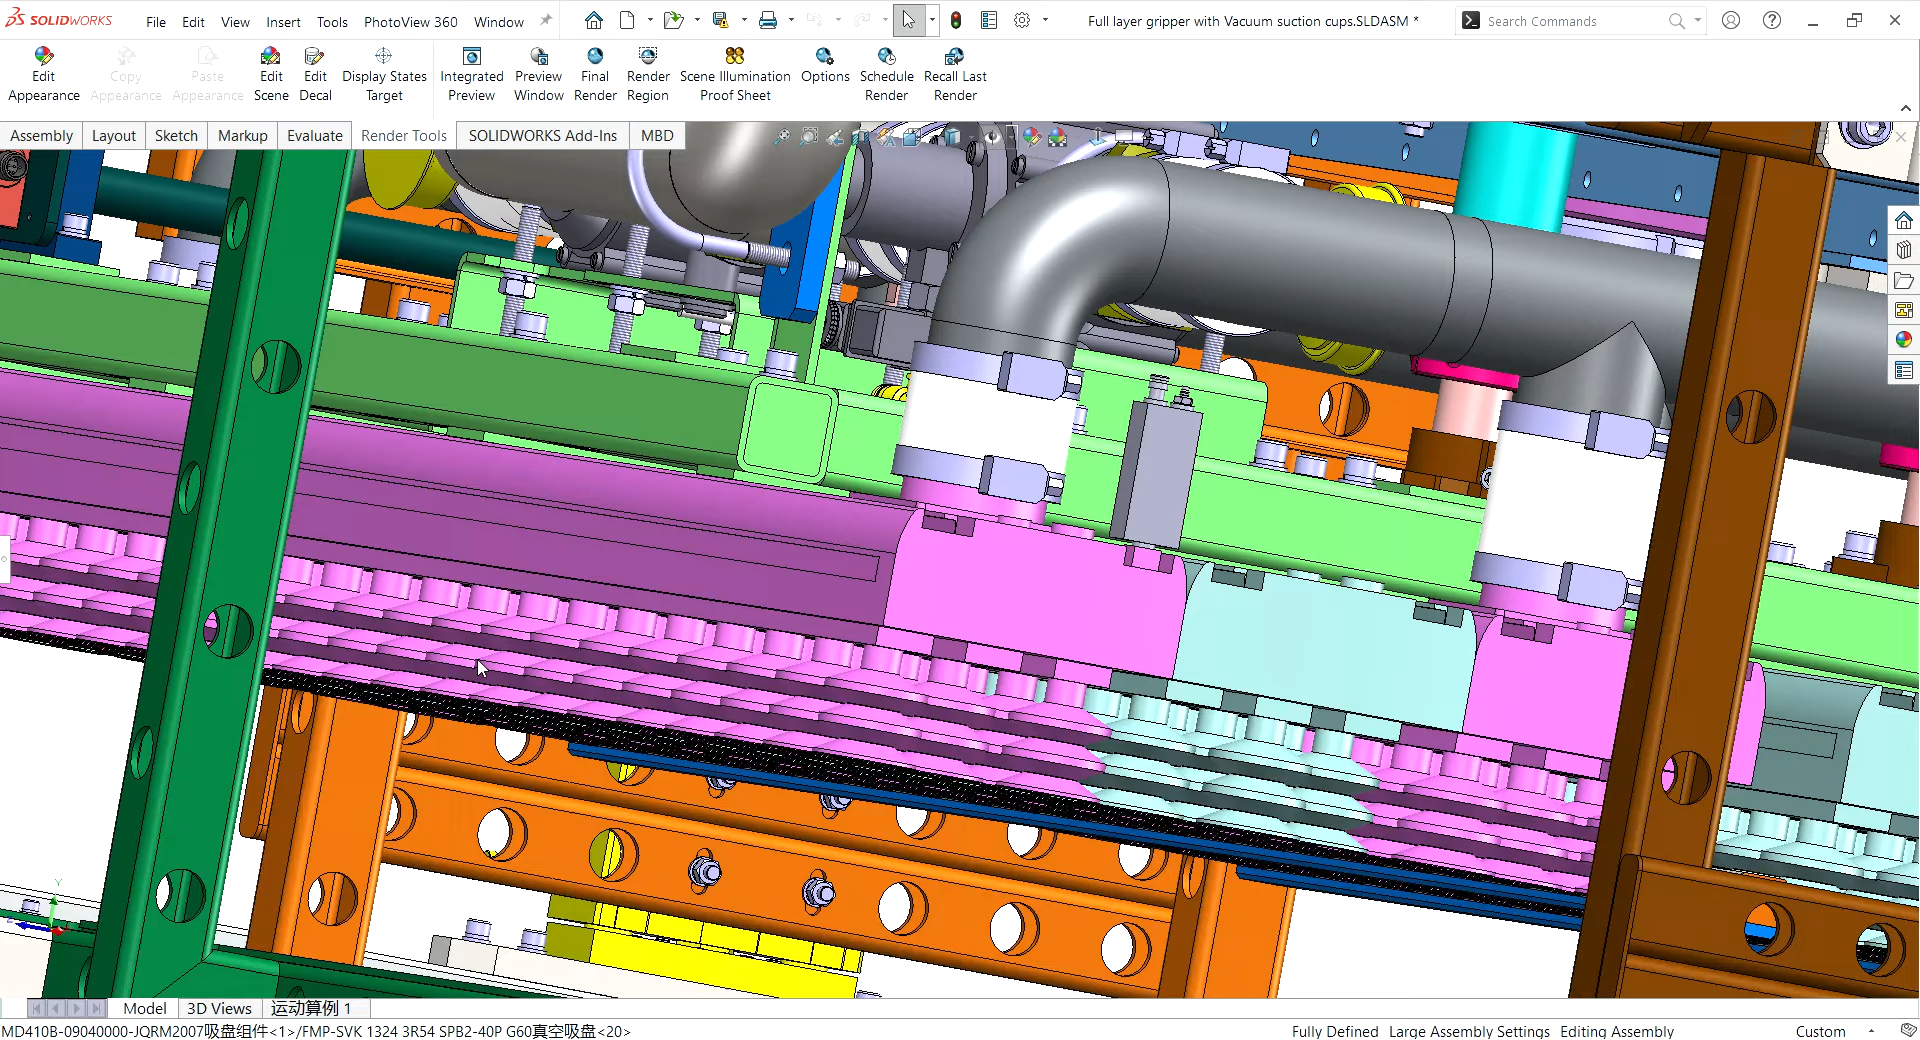 SOLIDWORKS File Edit View Insert Tools PhotoView 360 Window Full layer gripper with Vacuum suction cups.SLDASM * Search Commands
Edit Appearance
Copy Appearance
Paste Appearance
Edit Scene
Edit Decal
Display States Target
Integrated Preview
Preview Window
Final Render
Render Region
Scene Illumination Proof Sheet
Options
Schedule Render
Recall Last Render
Assembly Layout Sketch Markup Evaluate Render Tools SOLIDWORKS Add-Ins MBD
Y
Model 3D Views 运动算例 1
MD410B-09040000-JQRM2007吸盘组件<1>/FMP-SVK 1324 3R54 SPB2-40P G60真空吸盘<20> Fully Defined Large Assembly Settings Editing Assembly Custom